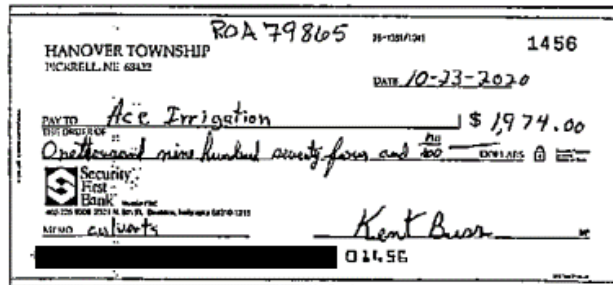 ROA 79865
HANOVER TOWNSHIP 1456
PICKRELL, NE 68422
DATE 10-23-2020
PAY TO THE ORDER OF Ace Irrigation $ 1,974.00
One thousand nine hundred seventy four and no/100 DOLLARS
Security
First
Bank
MEMO culverts Kent Buss
01456